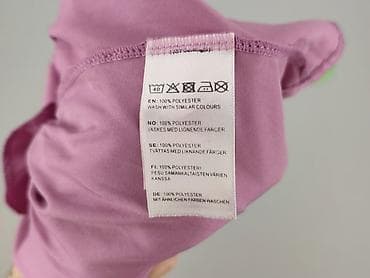 40
EN: 100% POLYESTER
WASH WITH SIMILAR COLOURS
NO: 100% POLYESTER
VASKES MED LIGNENDE FARGER
SE: 100% POLYESTER
TVÄTTAS MED LIKNANDE FÄRGER
FI: 100% POLYESTERI
PESU SAMANKALTAISTEN VÄRIEN
KANSSA
DE: 100% POLYESTER
MIT ÄHNLICHEN FARBEN WASCHEN